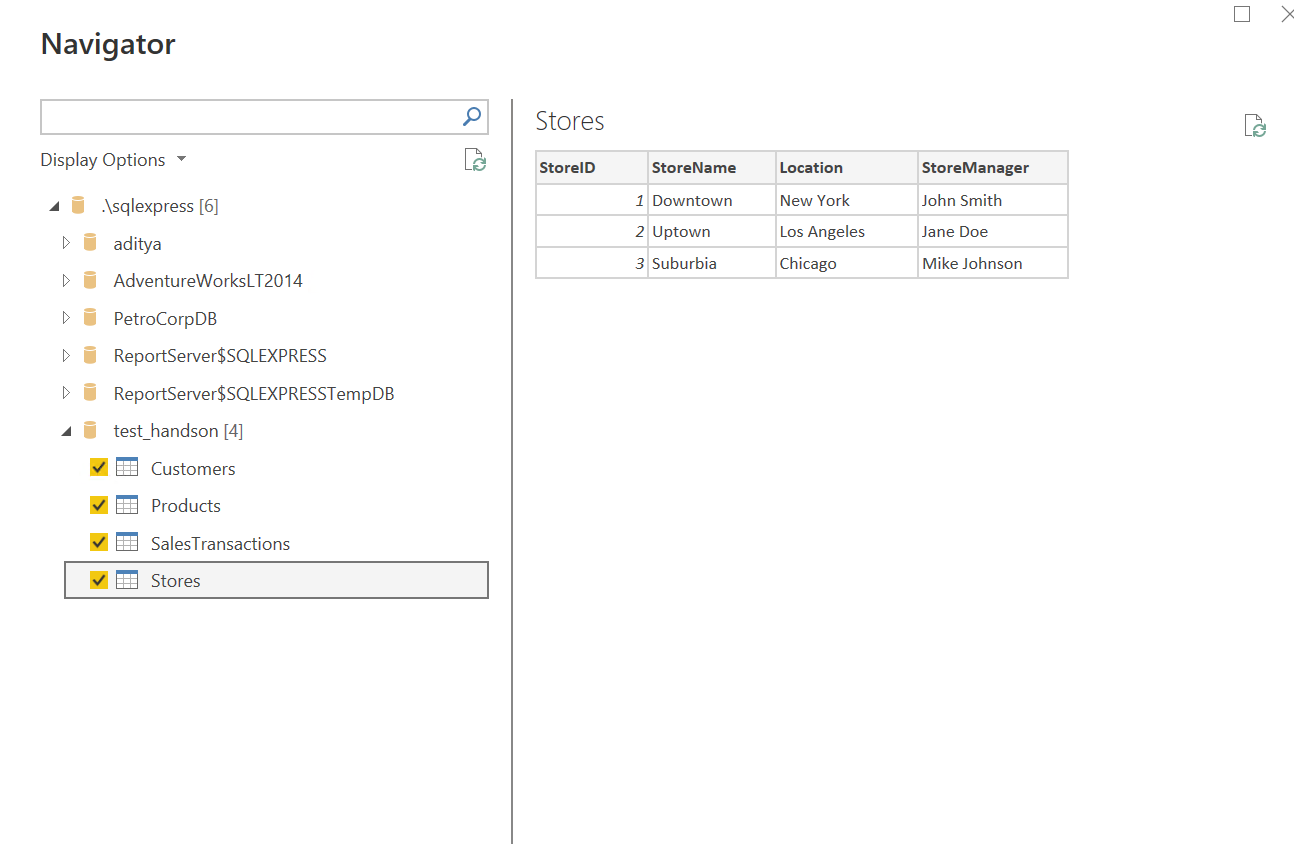 Navigator
Display Options
.\sqlexpress [6]
aditya
AdventureWorksLT2014
PetroCorpDB
ReportServer$SQLEXPRESS
ReportServer$SQLEXPRESSTempDB
test_handson [4]
Customers
Products
SalesTransactions
Stores
Stores
StoreID StoreName Location StoreManager
1 Downtown New York John Smith
2 Uptown Los Angeles Jane Doe
3 Suburbia Chicago Mike Johnson